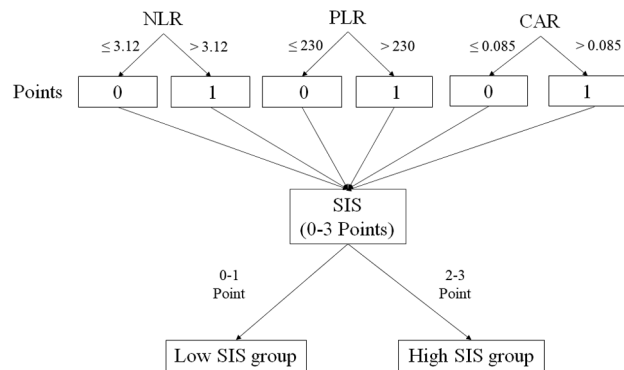 NLR PLR CAR
≤ 3.12 > 3.12 ≤ 230 > 230 ≤ 0.085 > 0.085
Points 0 1 0 1 0 1
SIS
(0-3 Points)
0-1
Point
2-3
Point
Low SIS group High SIS group